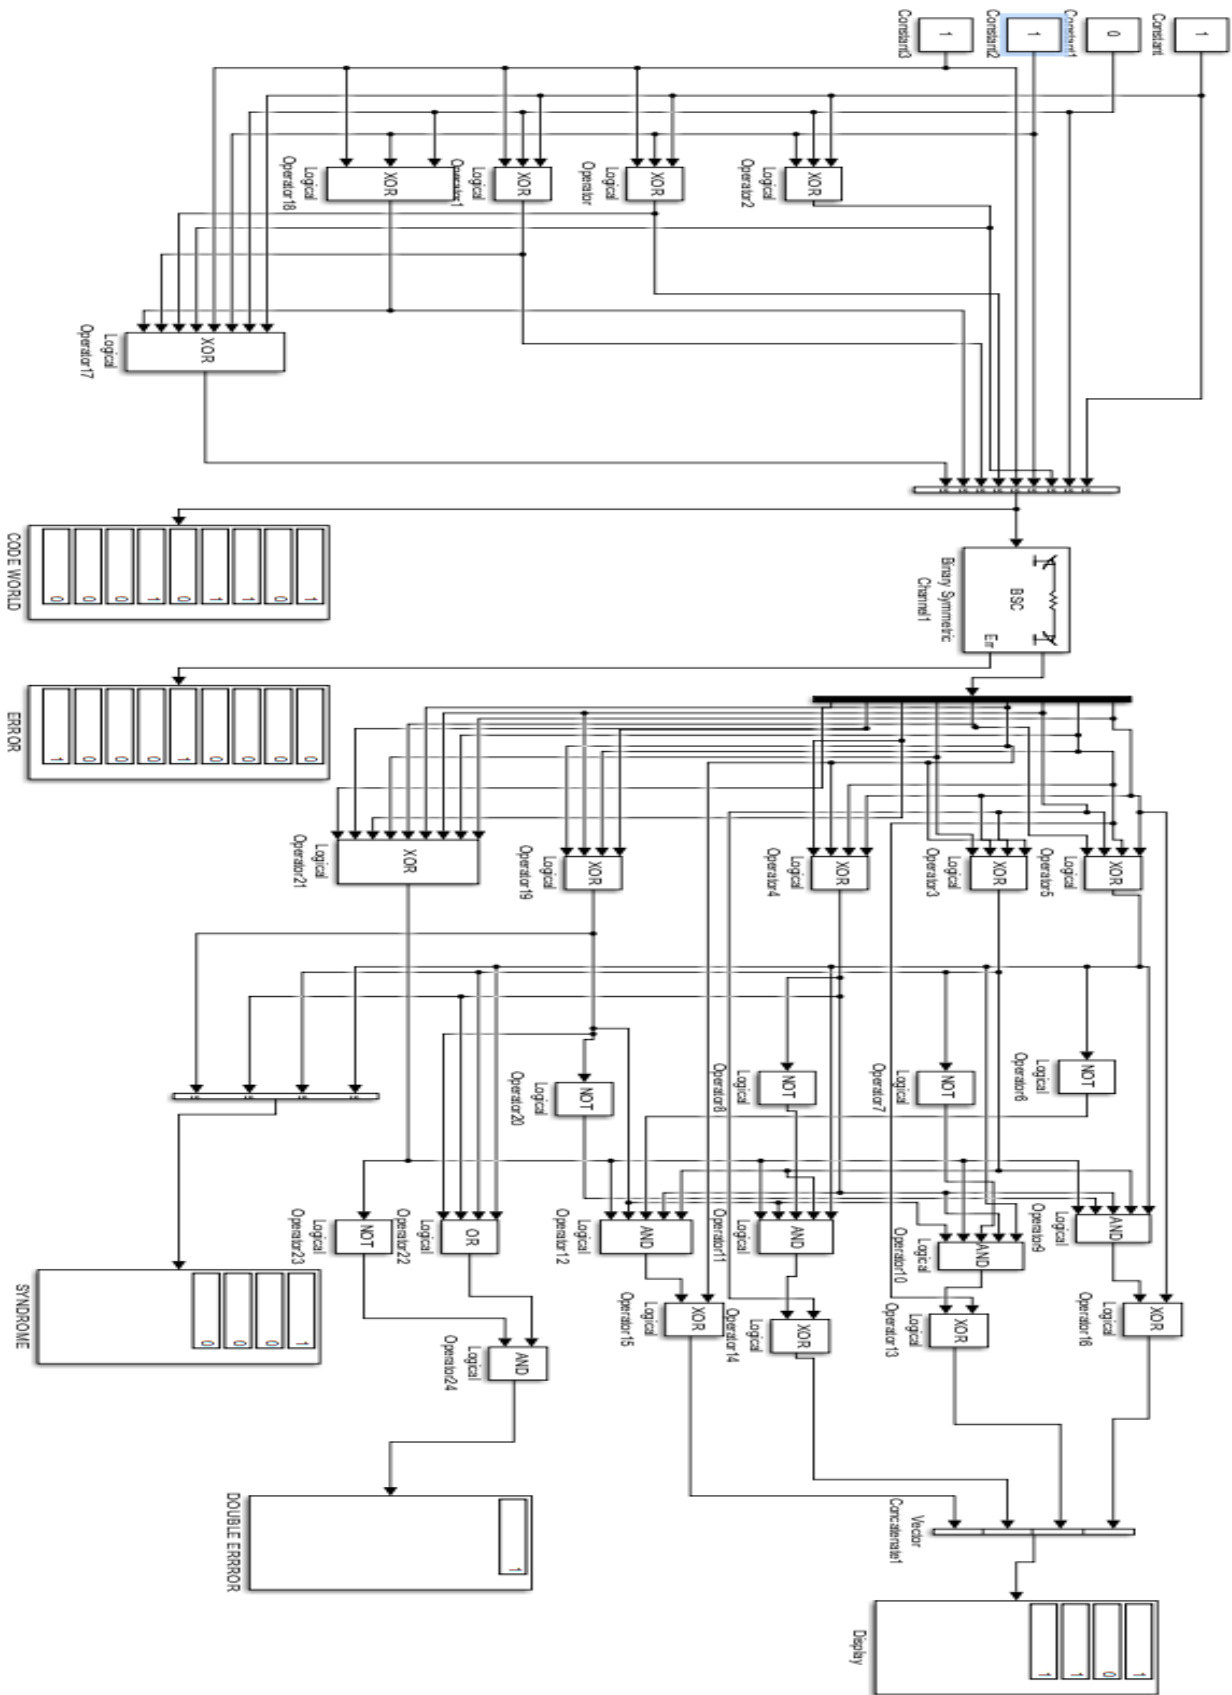 1
Constant
0
Constant1
1
Constant2
1
Constant3
XOR
Logical
Operator2
XOR
Logical
Operator
XOR
Logical
Operator1
XOR
Logical
Operator18
XOR
Logical
Operator17
BSC
Err
Binary Symmetric
Channel1
1
0
1
1
0
1
0
0
0
CODE WORLD
0
0
0
0
1
0
0
0
1
ERROR
XOR
Logical
Operator5
XOR
Logical
Operator3
XOR
Logical
Operator4
XOR
Logical
Operator19
XOR
Logical
Operator21
NOT
Logical
Operator6
NOT
Logical
Operator7
NOT
Logical
Operator8
NOT
Logical
Operator20
AND
Logical
Operator9
AND
Logical
Operator10
AND
Logical
Operator11
AND
Logical
Operator12
OR
Logical
Operator22
NOT
Logical
Operator23
1
0
0
0
SYNDROME
XOR
Logical
Operator16
XOR
Logical
Operator13
XOR
Logical
Operator14
XOR
Logical
Operator15
AND
Logical
Operator24
1
DOUBLE ERRROR
Vector
Concatenate1
1
0
1
1
Display